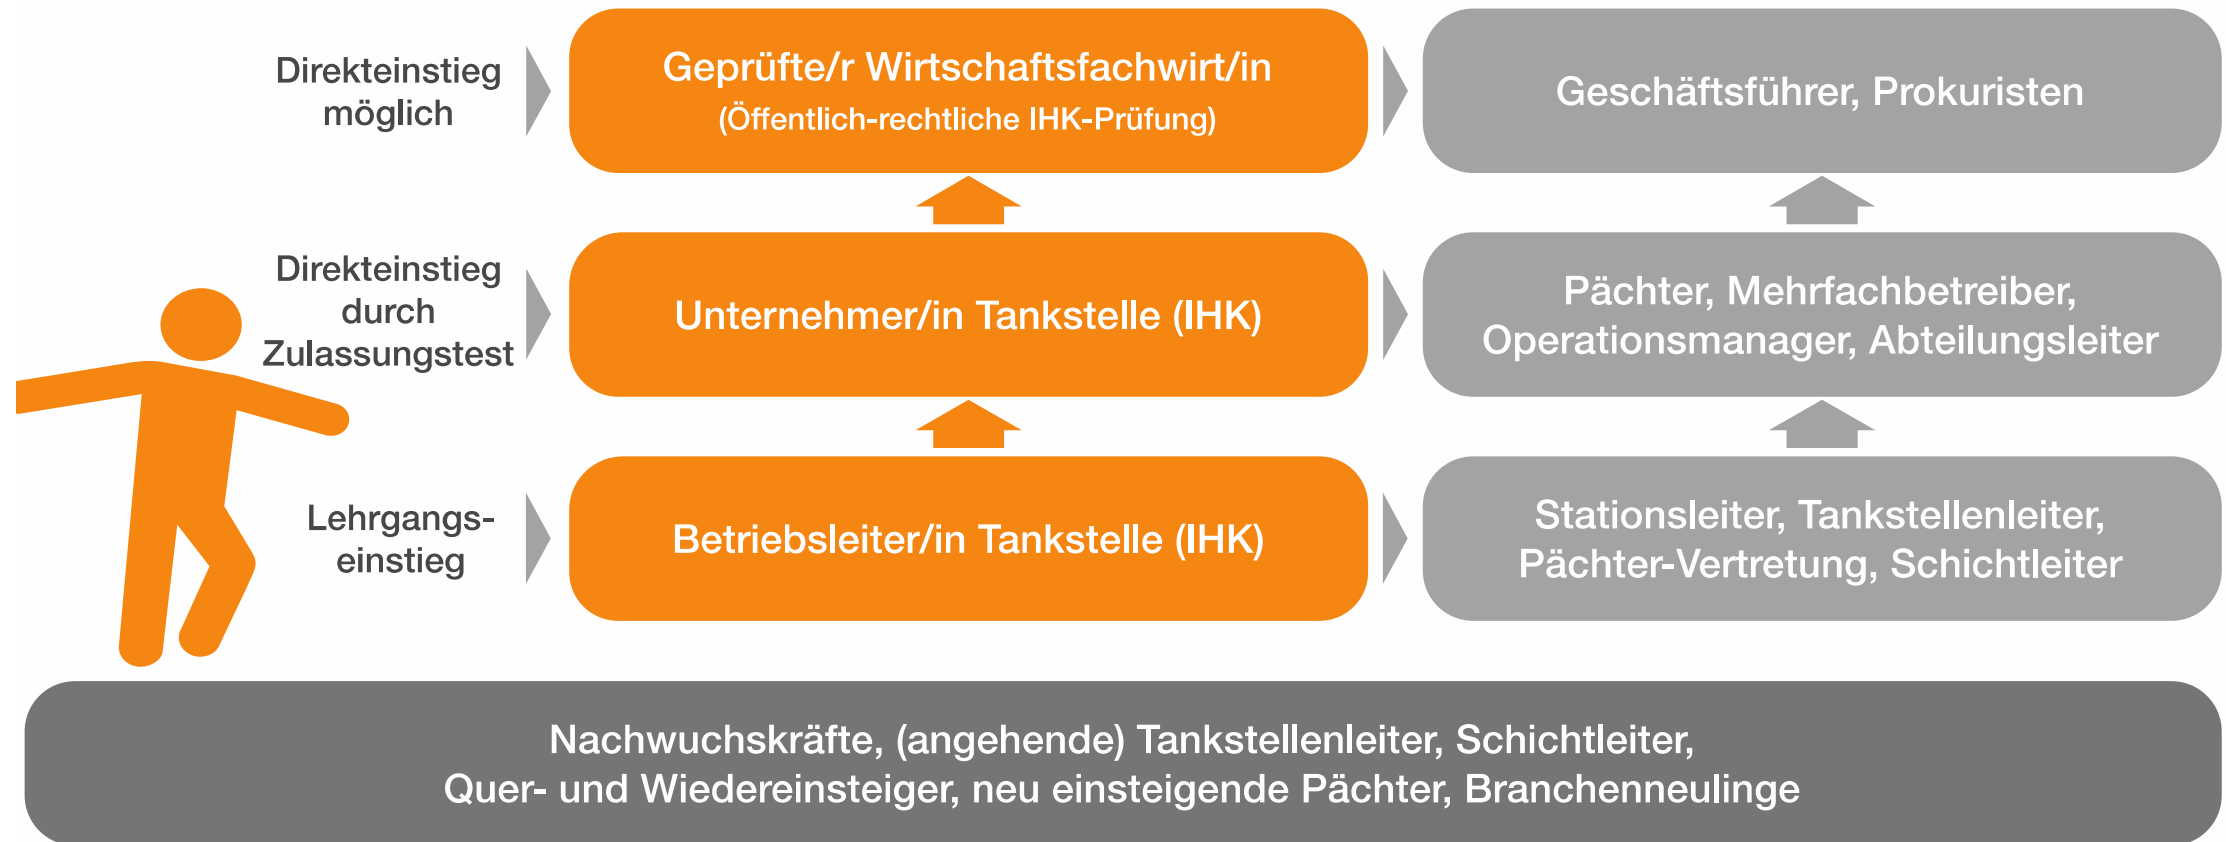 Direkteinstieg
möglich
Geprüfte/r Wirtschaftsfachwirt/in
(Öffentlich-rechtliche IHK-Prüfung)
Geschäftsführer, Prokuristen
Direkteinstieg
durch
Zulassungstest
Unternehmer/in Tankstelle (IHK)
Pächter, Mehrfachbetreiber,
Operationsmanager, Abteilungsleiter
Lehrgangs-
einstieg
Betriebsleiter/in Tankstelle (IHK)
Stationsleiter, Tankstellenleiter,
Pächter-Vertretung, Schichtleiter
Nachwuchskräfte, (angehende) Tankstellenleiter, Schichtleiter,
Quer- und Wiedereinsteiger, neu einsteigende Pächter, Branchenneulinge